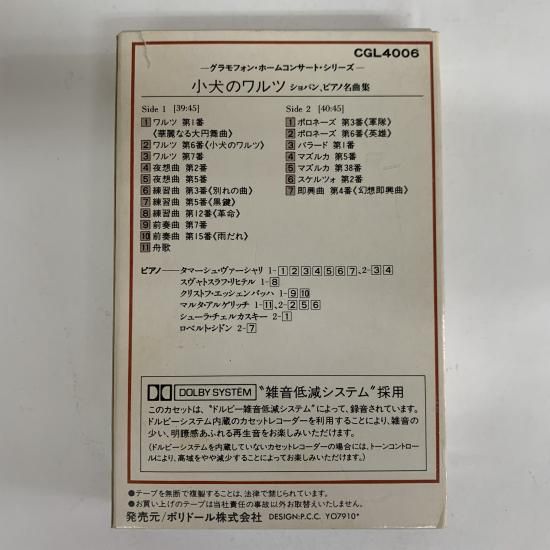 CGL4006
—グラモフォン・ホームコンサート・シリーズ—
小犬のワルツ ショパン、ピアノ名曲集
Side 1 [39:45]
1 ワルツ 第1番
《華麗なる大円舞曲》
2 ワルツ 第6番《小犬のワルツ》
3 ワルツ 第7番
4 夜想曲 第2番
5 夜想曲 第5番
6 練習曲 第3番《別れの曲》
7 練習曲 第5番《黒鍵》
8 練習曲 第12番《革命》
9 前奏曲 第7番
10 前奏曲 第15番《雨だれ》
11 舟歌
Side 2 [40:45]
1 ポロネーズ 第3番《軍隊》
2 ポロネーズ 第6番《英雄》
3 バラード 第1番
4 マズルカ 第5番
5 マズルカ 第38番
6 スケルツォ 第2番
7 即興曲 第4番《幻想即興曲》
ピアノ——タマーシュ・ヴァーシャリ 1-1234567、2-34
スヴャトスラフ・リヒテル 1-8
クリストフ・エッシェンバッハ 1-910
マルタ・アルゲリッチ 1-11、2-256
シューラ・チェルカスキー 2-1
ロベルト・シドン 2-7
DOLBY SYSTEM "雑音低減システム"採用
このカセットは、"ドルビー雑音低減システム"によって、録音されています。
ドルビーシステム内蔵のカセットレコーダーを利用することにより、雑音の
少い、明瞭感あふれる再生音をお楽しみいただけます。
(ドルビーシステムを内蔵していないカセットレコーダーの場合には、トーンコントロ
ールにより、高域をやや減少することによってお楽しみいただけます。)
●テープを無断で複製することは、法律で禁じられています。
●お買い上げのテープは当社責任の事故以外お取替えいたしません。
発売元/ポリドール株式会社 DESIGN:P.C.C. YO7910*